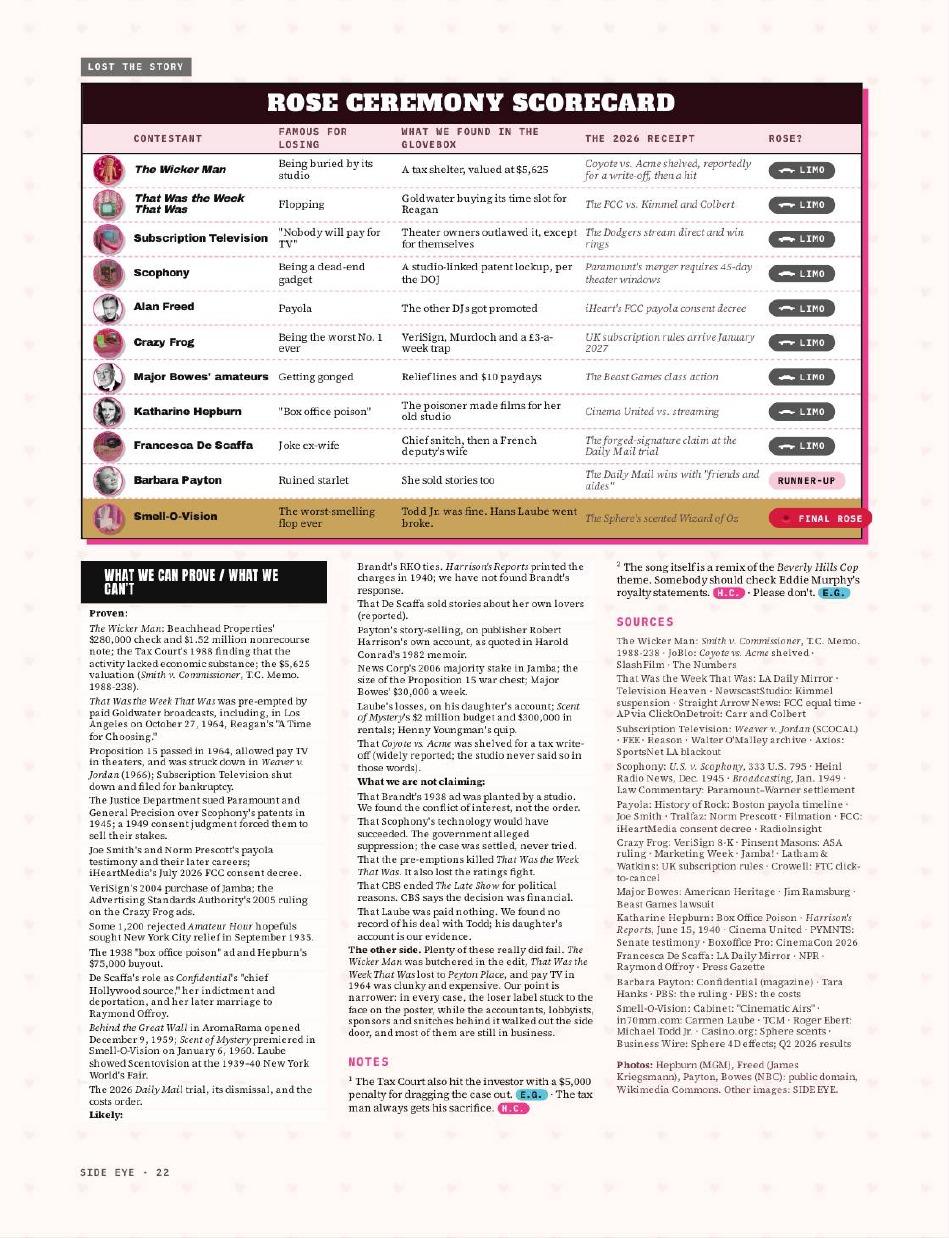 LOST THE STORY
ROSE CEREMONY SCORECARD
CONTESTANT
FAMOUS FOR
LOSING
WHAT WE FOUND IN THE
GLOVEBOX
THE 2026 RECEIPT
ROSE?
The Wicker Man
Being buried by its
studio
A tax shelter, valued at $5,625
Coyote vs. Acme shelved, reportedly
for a write-off, then a hit
LIMO
That Was the Week
That Was
Flopping
Goldwater buying its time slot for
Reagan
The FCC vs. Kimmel and Colbert
LIMO
Subscription Television
"Nobody will pay for
TV"
Theater owners outlawed it, except
for themselves
The Dodgers stream direct and win
rings
LIMO
Scophony
Being a dead-end
gadget
A studio-linked patent lockup, per
the DOJ
Paramount's merger requires 45-day
theater windows
LIMO
Alan Freed
Payola
The other DJs got promoted
iHeart's FCC payola consent decree
LIMO
Crazy Frog
Being the worst No. 1
ever
VeriSign, Murdoch and a £3-a-
week trap
UK subscription rules arrive January
2027
LIMO
Major Bowes' amateurs
Getting gonged
Relief lines and $10 paydays
The Beast Games class action
LIMO
Katharine Hepburn
"Box office poison"
The poisoner made films for her
old studio
Cinema United vs. streaming
LIMO
Francesca De Scaffa
Joke ex-wife
Chief snitch, then a French
deputy's wife
The forged-signature claim at the
Daily Mail trial
LIMO
Barbara Payton
Ruined starlet
She sold stories too
The Daily Mail wins with "friends and
aides"
RUNNER-UP
Smell-O-Vision
The worst-smelling
flop ever
Todd Jr. was fine. Hans Laube went
broke.
The Sphere's scented Wizard of Oz
FINAL ROSE
WHAT WE CAN PROVE / WHAT WE
CAN'T
Proven:
The Wicker Man: Beachhead Properties'
$280,000 check and $1.52 million nonrecourse
note; the Tax Court's 1988 finding that the
activity lacked economic substance; the $5,625
valuation (Smith v. Commissioner, T.C. Memo.
1988-238).
That Was the Week That Was was pre-empted by
paid Goldwater broadcasts, including, in Los
Angeles on October 27, 1964, Reagan's "A Time
for Choosing."
Proposition 15 passed in 1964, allowed pay TV
in theaters, and was struck down in Weaver v.
Jordan (1966); Subscription Television shut
down and filed for bankruptcy.
The Justice Department sued Paramount and
General Precision over Scophony's patents in
1945; a 1949 consent judgment forced them to
sell their stakes.
Joe Smith's and Norm Prescott's payola
testimony and their later careers;
iHeartMedia's July 2026 FCC consent decree.
VeriSign's 2004 purchase of Jamba; the
Advertising Standards Authority's 2005 ruling
on the Crazy Frog ads.
Some 1,200 rejected Amateur Hour hopefuls
sought New York City relief in September 1935.
The 1938 "box office poison" ad and Hepburn's
$75,000 buyout.
De Scaffa's role as Confidential's "chief
Hollywood source," her indictment and
deportation, and her later marriage to
Raymond Offroy.
Behind the Great Wall in AromaRama opened
December 9, 1959; Scent of Mystery premiered in
Smell-O-Vision on January 6, 1960. Laube
showed Scentovision at the 1939–40 New York
World's Fair.
The 2026 Daily Mail trial, its dismissal, and the
costs order.
Likely:
Brandt's RKO ties. Harrison's Reports printed the
charges in 1940; we have not found Brandt's
response.
That De Scaffa sold stories about her own lovers
(reported).
Payton's story-selling, on publisher Robert
Harrison's own account, as quoted in Harold
Conrad's 1982 memoir.
News Corp's 2006 majority stake in Jamba; the
size of the Proposition 15 war chest; Major
Bowes' $30,000 a week.
Laube's losses, on his daughter's account; Scent
of Mystery's $2 million budget and $300,000 in
rentals; Henny Youngman's quip.
That Coyote vs. Acme was shelved for a tax write-
off (widely reported; the studio never said so in
those words).
What we are not claiming:
That Brandt's 1938 ad was planted by a studio.
We found the conflict of interest, not the order.
That Scophony's technology would have
succeeded. The government alleged
suppression; the case was settled, never tried.
That the pre-emptions killed That Was the Week
That Was. It also lost the ratings fight.
That CBS ended The Late Show for political
reasons. CBS says the decision was financial.
That Laube was paid nothing. We found no
record of his deal with Todd; his daughter's
account is our evidence.
The other side. Plenty of these really did fail. The
Wicker Man was butchered in the edit, That Was the
Week That Was lost to Peyton Place, and pay TV in
1964 was clunky and expensive. Our point is
narrower: in every case, the loser label stuck to the
face on the poster, while the accountants, lobbyists,
sponsors and snitches behind it walked out the side
door, and most of them are still in business.
NOTES
1 The Tax Court also hit the investor with a $5,000
penalty for dragging the case out. E.G. · The tax
man always gets his sacrifice. H.C.
2 The song itself is a remix of the Beverly Hills Cop
theme. Somebody should check Eddie Murphy's
royalty statements. H.C. · Please don't. E.G.
SOURCES
The Wicker Man: Smith v. Commissioner, T.C. Memo.
1988-238 · JoBlo: Coyote vs. Acme shelved ·
SlashFilm · The Numbers
That Was the Week That Was: LA Daily Mirror ·
Television Heaven · NewscastStudio: Kimmel
suspension · Straight Arrow News: FCC equal time ·
AP via ClickOnDetroit: Carr and Colbert
Subscription Television: Weaver v. Jordan (SCOCAL)
· FEE · Reason · Walter O'Malley archive · Axios:
SportsNet LA blackout
Scophony: U.S. v. Scophony, 333 U.S. 795 · Heinl
Radio News, Dec. 1945 · Broadcasting, Jan. 1949 ·
Law Commentary: Paramount–Warner settlement
Payola: History of Rock: Boston payola timeline ·
Joe Smith · Tralfaz: Norm Prescott · Filmation · FCC:
iHeartMedia consent decree · RadioInsight
Crazy Frog: VeriSign 8-K · Pinsent Masons: ASA
ruling · Marketing Week · Jamba! · Latham &
Watkins: UK subscription rules · Crowell: FTC click-
to-cancel
Major Bowes: American Heritage · Jim Ramsburg ·
Beast Games lawsuit
Katharine Hepburn: Box Office Poison · Harrison's
Reports, June 15, 1940 · Cinema United · PYMNTS:
Senate testimony · Boxoffice Pro: CinemaCon 2026
Francesca De Scaffa: LA Daily Mirror · NPR ·
Raymond Offroy · Press Gazette
Barbara Payton: Confidential (magazine) · Tara
Hanks · PBS: the ruling · PBS: the costs
Smell-O-Vision: Cabinet: "Cinematic Airs" ·
in70mm.com: Carmen Laube · TCM · Roger Ebert:
Michael Todd Jr. · Casino.org: Sphere scents ·
Business Wire: Sphere 4D effects; Q2 2026 results
Photos: Hepburn (MGM), Freed (James
Kriegsmann), Payton, Bowes (NBC): public domain,
Wikimedia Commons. Other images: SIDE EYE.
SIDE EYE · 22